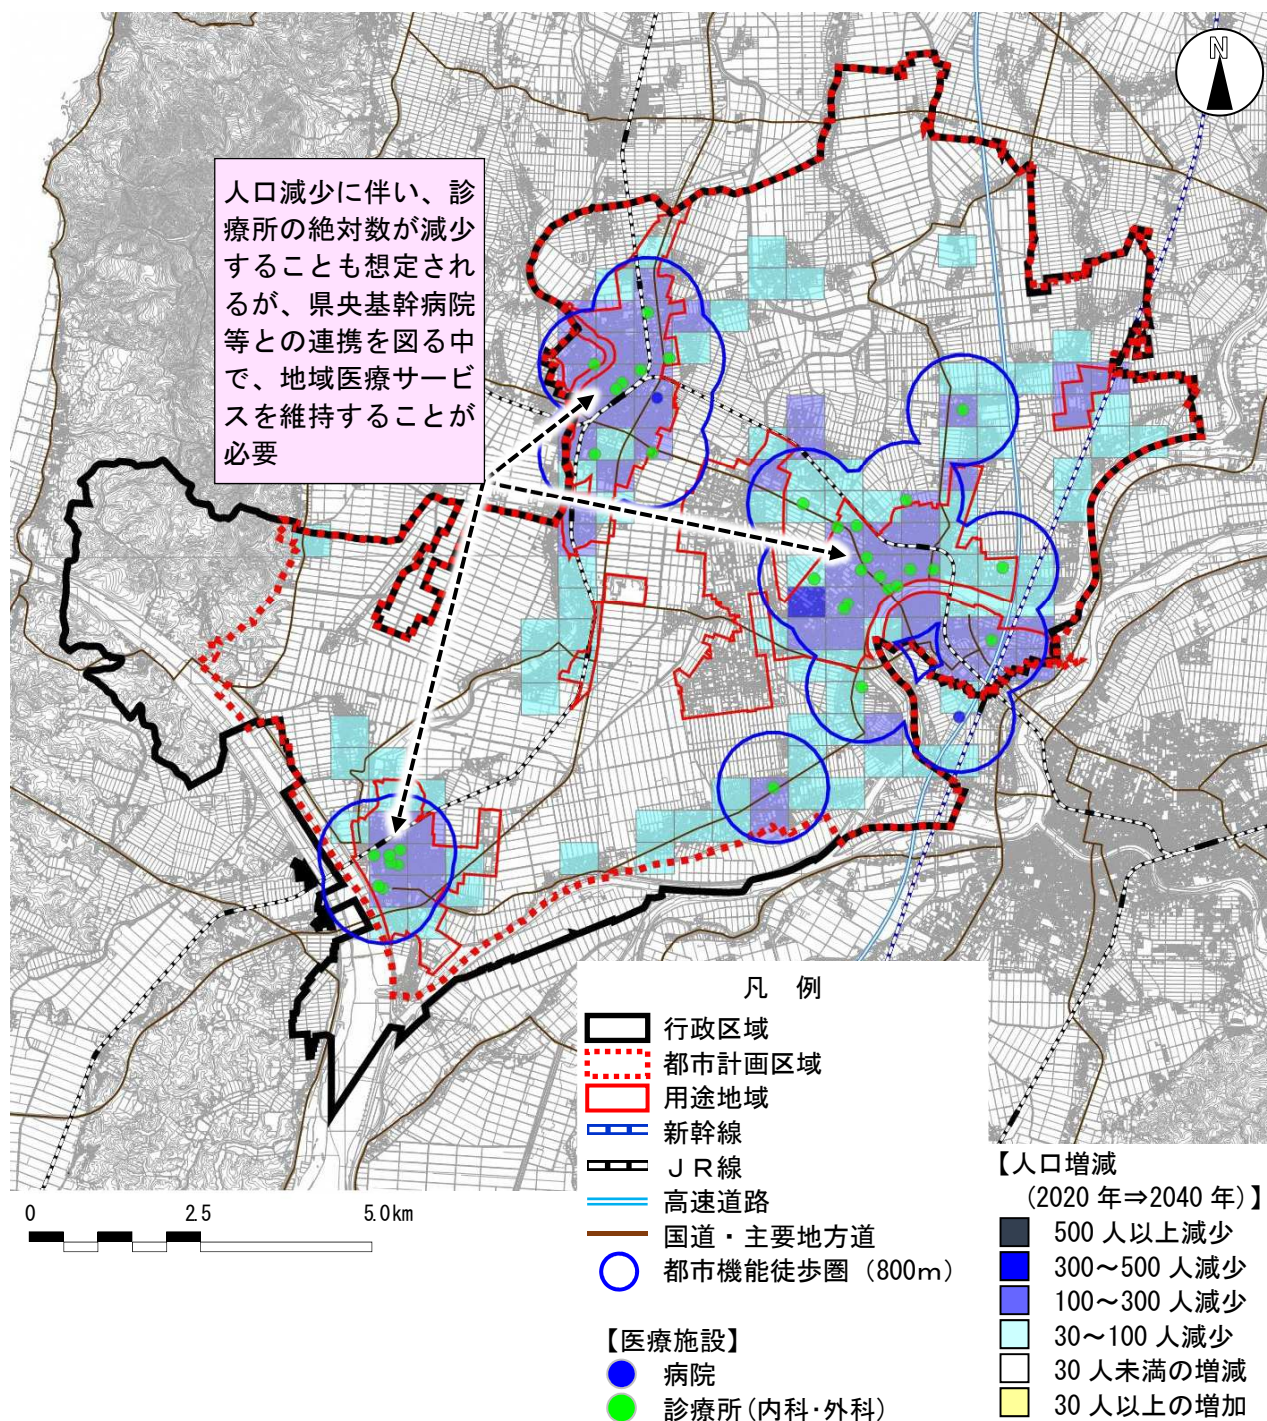 N
人口減少に伴い、診
療所の絶対数が減少
することも想定され
るが、県央基幹病院
等との連携を図る中
で、地域医療サービ
スを維持することが
必要
凡 例
行政区域
都市計画区域
用途地域
新幹線
ＪＲ線
高速道路
国道・主要地方道
都市機能徒歩圏（800ｍ）
【医療施設】
病院
診療所(内科・外科)
【人口増減
(2020 年⇒2040 年)】
500 人以上減少
300～500 人減少
100～300 人減少
30～100 人減少
30 人未満の増減
30 人以上の増加
0 2.5 5.0km